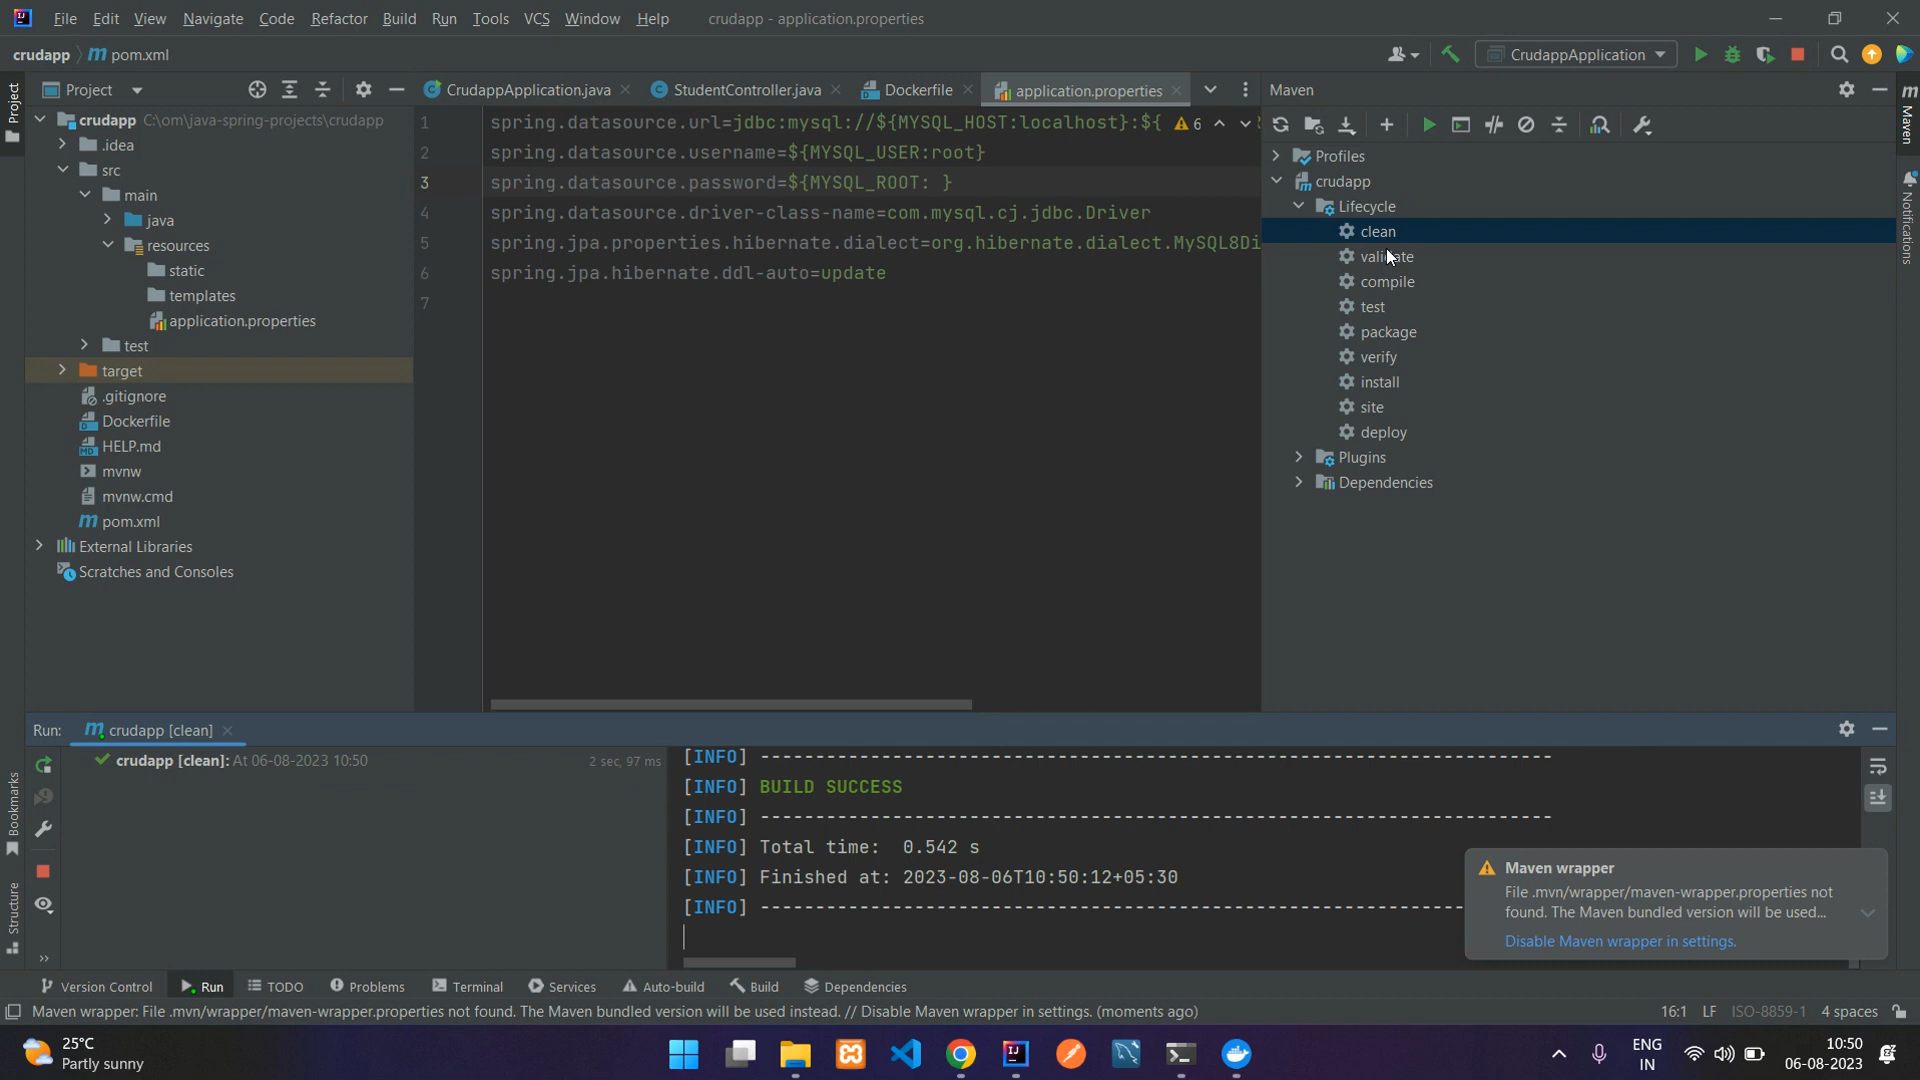 File Edit View Navigate Code Refactor Build Run Tools VCS Window Help crudapp - application.properties
crudapp pom.xml CrudappApplication
Project CrudappApplication.java StudentController.java Dockerfile application.properties Maven
Project
crudapp C:\om\java-spring-projects\crudapp
.idea
src
main
java
resources
static
templates
application.properties
test
target
.gitignore
Dockerfile
HELP.md
mvnw
mvnw.cmd
pom.xml
External Libraries
Scratches and Consoles
1 spring.datasource.url=jdbc:mysql://${MYSQL_HOST:localhost}:${ 6
2 spring.datasource.username=${MYSQL_USER:root}
3 spring.datasource.password=${MYSQL_ROOT: }
4 spring.datasource.driver-class-name=com.mysql.cj.jdbc.Driver
5 spring.jpa.properties.hibernate.dialect=org.hibernate.dialect.MySQL8Di
6 spring.jpa.hibernate.ddl-auto=update
7
Profiles
crudapp
Lifecycle
clean
validate
compile
test
package
verify
install
site
deploy
Plugins
Dependencies
Maven
Notifications
Run: crudapp [clean]
crudapp [clean]: At 06-08-2023 10:50 2 sec, 97 ms
[INFO] ------------------------------------------------------------------------
[INFO] BUILD SUCCESS
[INFO] ------------------------------------------------------------------------
[INFO] Total time:  0.542 s
[INFO] Finished at: 2023-08-06T10:50:12+05:30
[INFO] ------------------------------------------------------------------------
Maven wrapper
File .mvn/wrapper/maven-wrapper.properties not
found. The Maven bundled version will be used...
Disable Maven wrapper in settings.
Bookmarks
Structure
Version Control Run TODO Problems Terminal Services Auto-build Build Dependencies
Maven wrapper: File .mvn/wrapper/maven-wrapper.properties not found. The Maven bundled version will be used instead. // Disable Maven wrapper in settings. (moments ago) 16:1 LF ISO-8859-1 4 spaces
25°C
Partly sunny
ENG
IN
10:50
06-08-2023